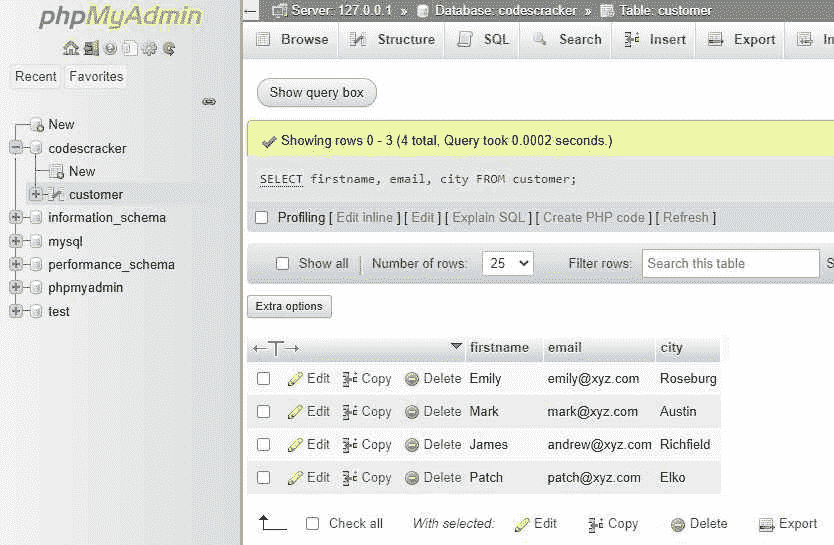 phpMyAdmin
Server: 127.0.0.1 » Database: codescracker » Table: customer
Browse Structure SQL Search Insert Export
Recent Favorites
Show query box
New
codescracker
New
customer
information_schema
mysql
performance_schema
phpmyadmin
test
Showing rows 0 - 3 (4 total, Query took 0.0002 seconds.)
SELECT firstname, email, city FROM customer;
Profiling [ Edit inline ] [ Edit ] [ Explain SQL ] [ Create PHP code ] [ Refresh ]
Show all Number of rows: 25 Filter rows: Search this table
Extra options
firstname email city
Edit Copy Delete Emily emily@xyz.com Roseburg
Edit Copy Delete Mark mark@xyz.com Austin
Edit Copy Delete James andrew@xyz.com Richfield
Edit Copy Delete Patch patch@xyz.com Elko
Check all With selected: Edit Copy Delete Export